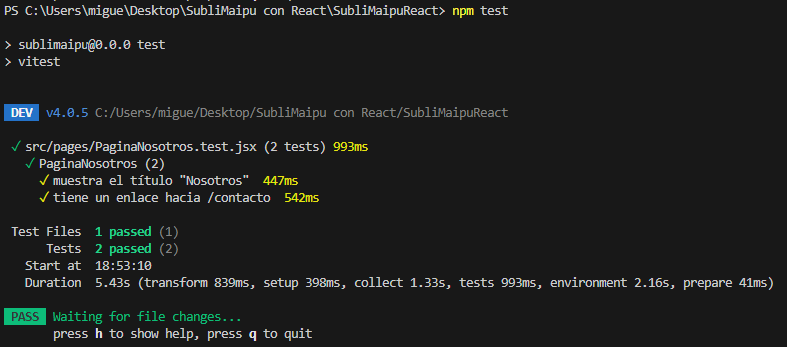 PS C:\Users\migue\Desktop\SubliMaipu con React\SubliMaipuReact> npm test
> sublimaipu@0.0.0 test
> vitest
DEV v4.0.5 C:/Users/migue/Desktop/SubliMaipu con React/SubliMaipuReact
✓ src/pages/PaginaNosotros.test.jsx (2 tests) 993ms
✓ PaginaNosotros (2)
✓ muestra el título "Nosotros" 447ms
✓ tiene un enlace hacia /contacto 542ms
Test Files 1 passed (1)
Tests 2 passed (2)
Start at 18:53:10
Duration 5.43s (transform 839ms, setup 398ms, collect 1.33s, tests 993ms, environment 2.16s, prepare 41ms)
PASS Waiting for file changes...
press h to show help, press q to quit